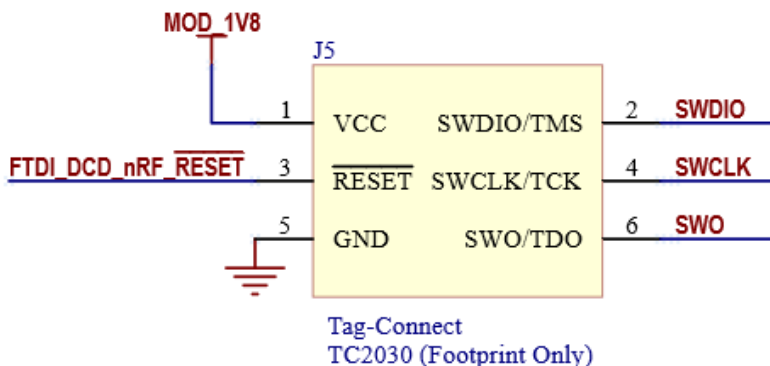 MOD_1V8
J5
1 VCC SWDIO/TMS 2 SWDIO
FTDI_DCD_nRF_RESET 3 RESET SWCLK/TCK 4 SWCLK
5 GND SWO/TDO 6 SWO
Tag-Connect
TC2030 (Footprint Only)